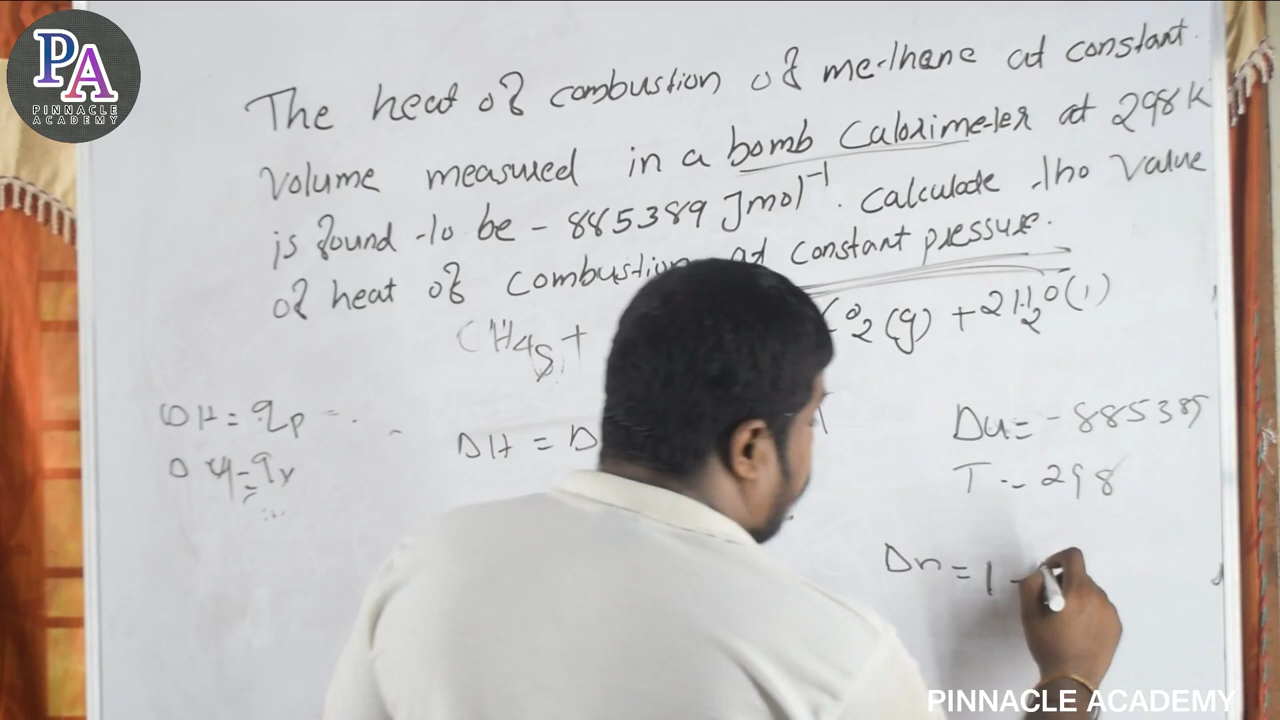 PA
PINNACLE
ACADEMY
The heat of combustion of methane at constant
volume measured in a bomb Calorimeter at 298K
is found to be - 885389 Jmol⁻¹. Calculate the value
of heat of combustion at constant pressure.
CH4 + CO2(g) + 2H2O(l)
ΔH = qp
ΔH = Δ
Δu = - 885389
Δu = qv
T = 298
Δn = 1 -
PINNACLE ACADEMY